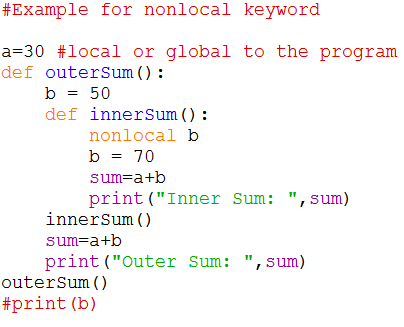 #Example for nonlocal keyword
a=30 #local or global to the program
def outerSum():
    b = 50
    def innerSum():
        nonlocal b
        b = 70
        sum=a+b
        print("Inner Sum: ",sum)
    innerSum()
    sum=a+b
    print("Outer Sum: ",sum)
outerSum()
#print(b)